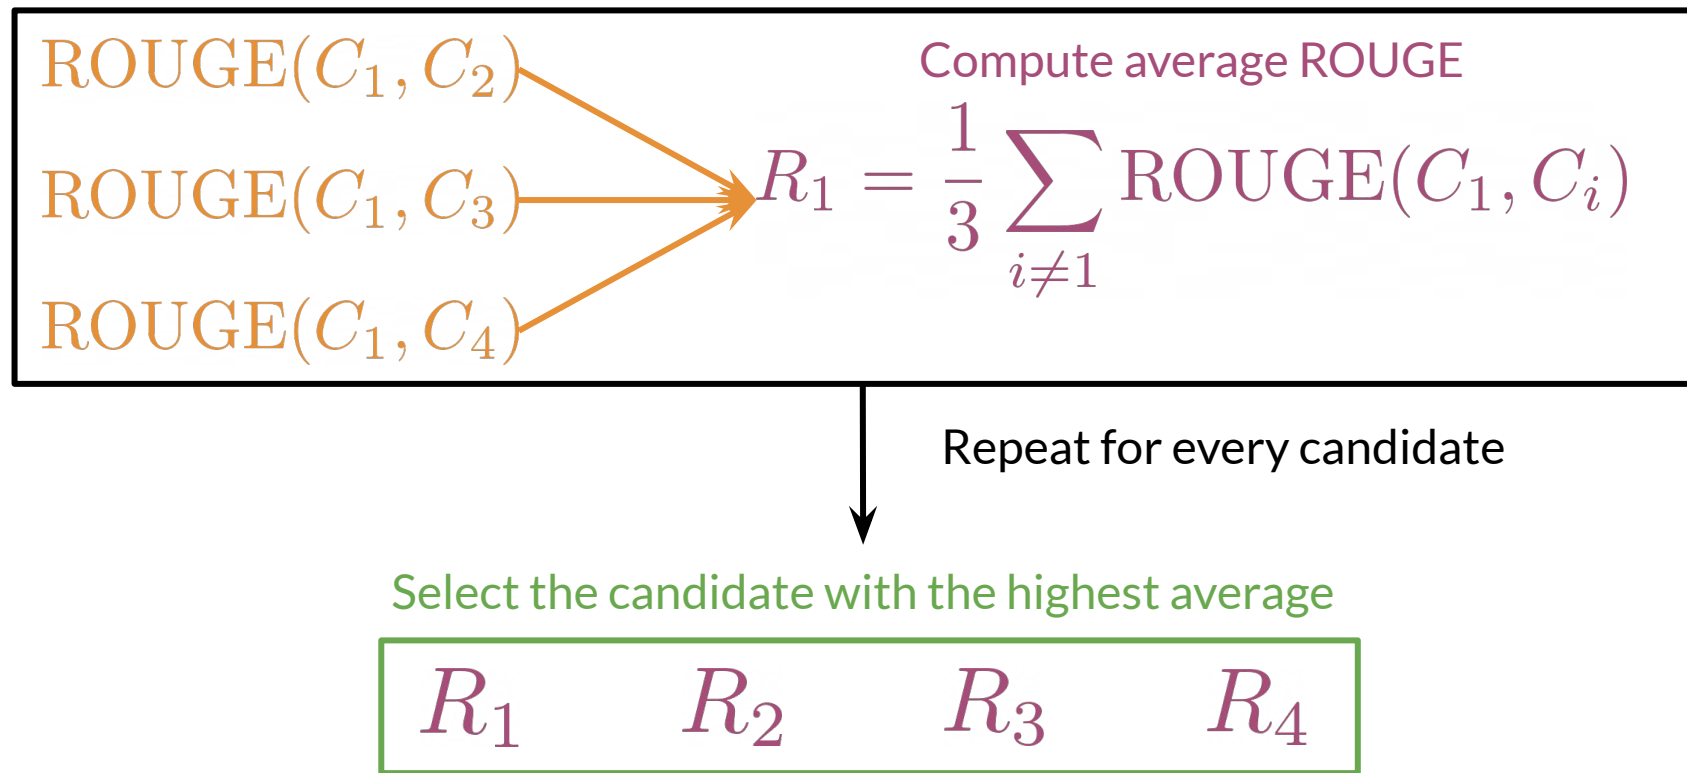 ROUGE(C₁, C₂)
Compute average ROUGE
ROUGE(C₁, C₃)
R₁ = 1/3 ∑_{i≠1} ROUGE(C₁, Cᵢ)
ROUGE(C₁, C₄)
Repeat for every candidate
Select the candidate with the highest average
R₁ R₂ R₃ R₄